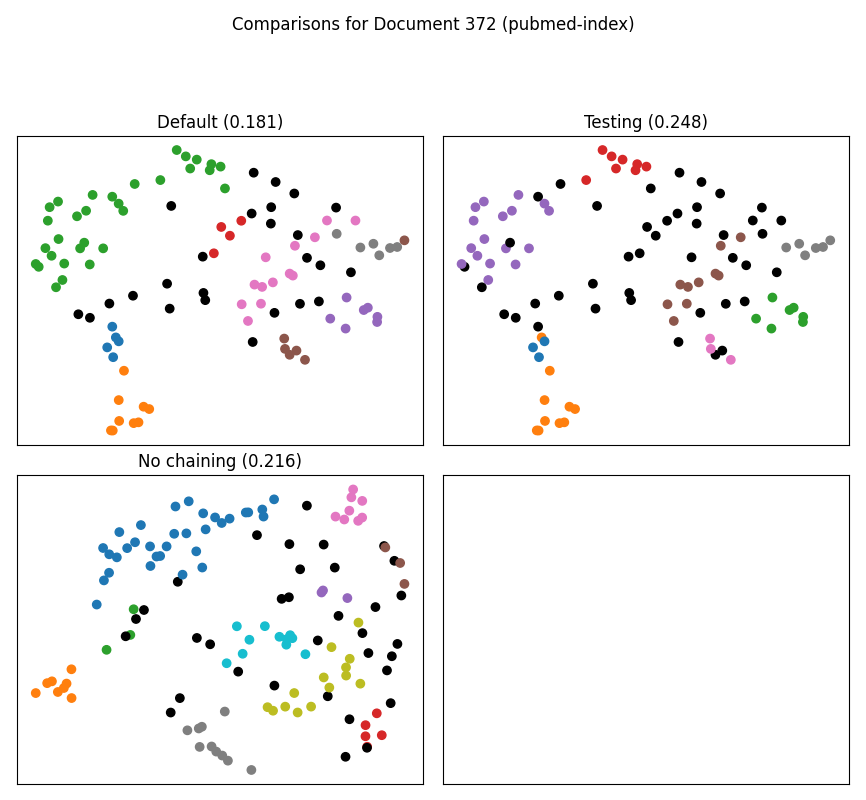 Comparisons for Document 372 (pubmed-index)
Default (0.181)
Testing (0.248)
No chaining (0.216)